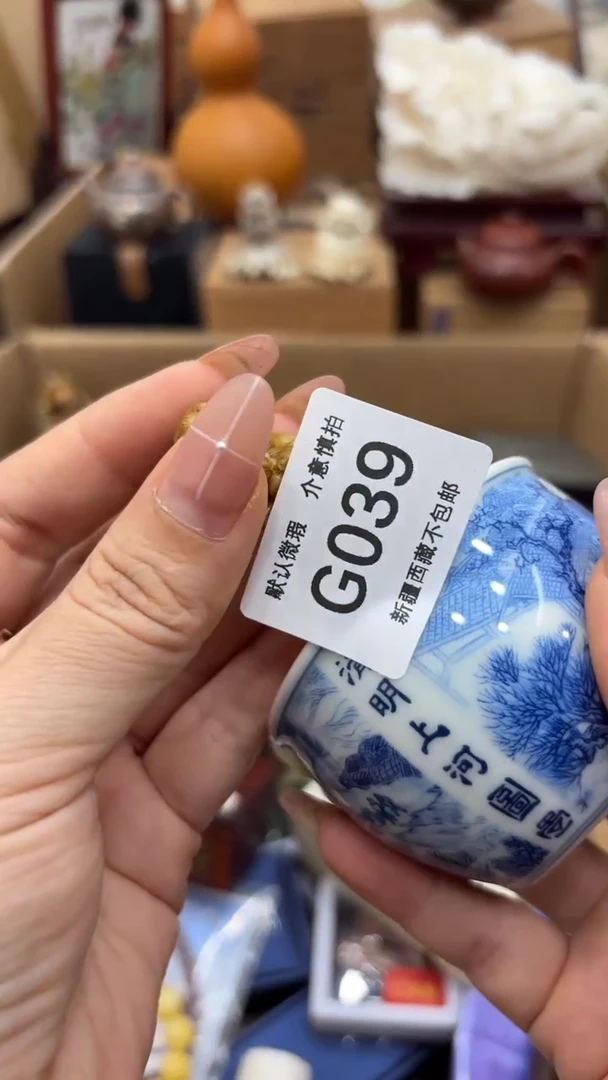 默认微瑕 介意慎拍
G039
新疆西藏不包邮
清明上河圖